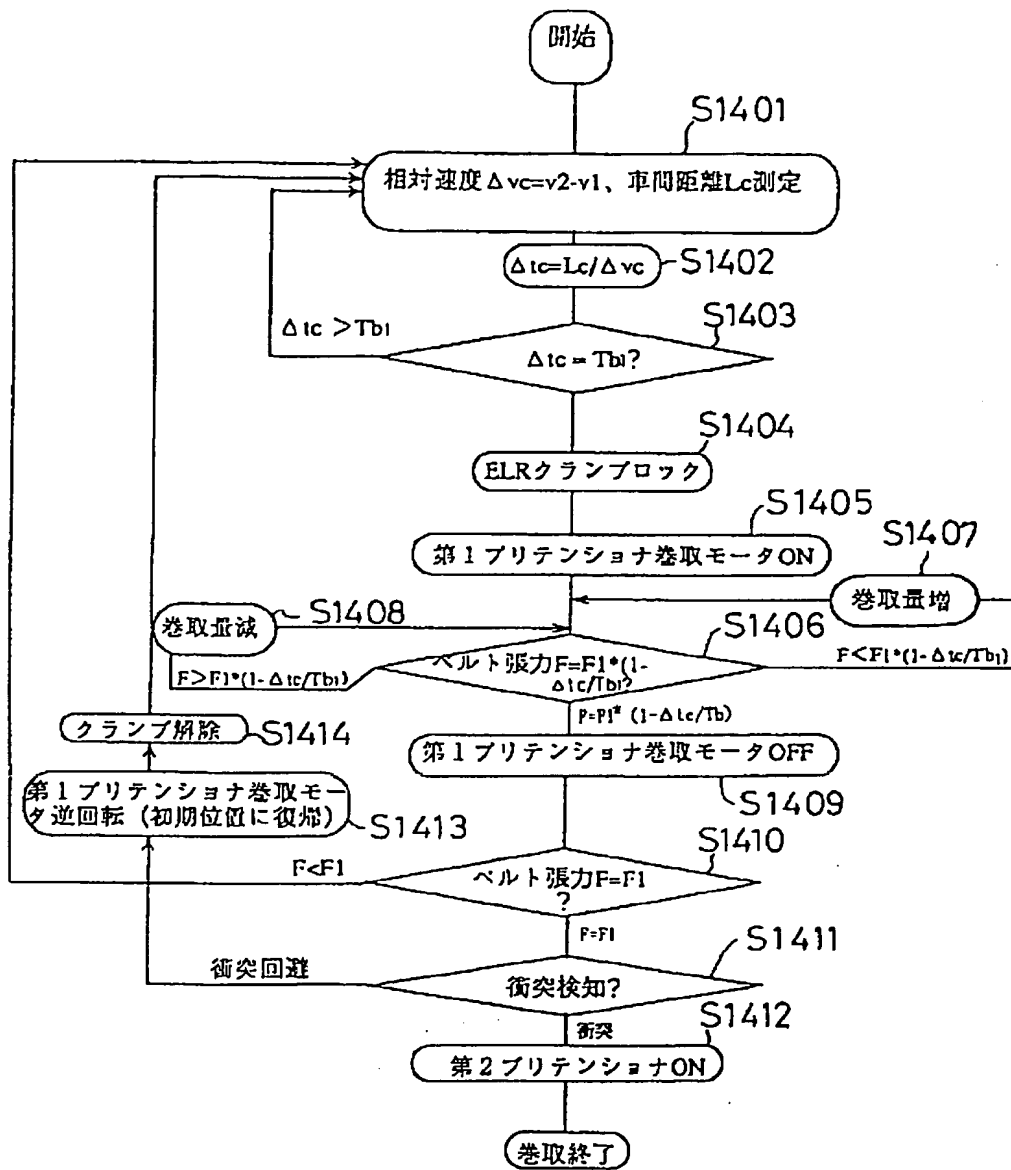 開始
S1401
相対速度Δvc=v2-v1、車間距離Lc測定
Δtc=Lc/Δvc
S1402
S1403
Δtc >Tb1
Δtc = Tb1?
S1404
ELRクランプロック
S1405
第1プリテンショナ巻取モータON
S1407
巻取量増
巻取量減
S1408
S1406
ベルト張力F=F1*(1-
Δtc/Tb1?
F>F1*(1-Δtc/Tb1)
F<F1*(1-Δtc/Tb1)
F=F1* (1-Δtc/Tb)
クランプ解除
S1414
第1プリテンショナ巻取モータOFF
S1409
第1プリテンショナ巻取モー
タ逆回転 (初期位置に復帰)
S1413
S1410
F<F1
ベルト張力F=F1
?
F=F1
S1411
衝突回避
衝突検知?
衝突
S1412
第2プリテンショナON
巻取終了